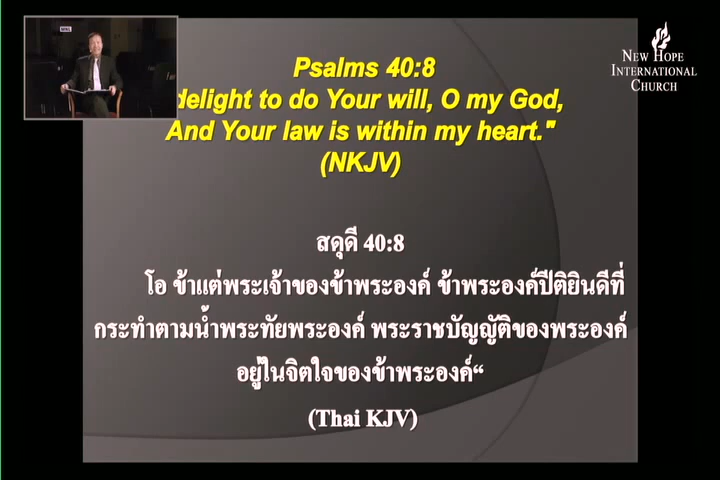 Psalms 40:8
delight to do Your will, O my God,
And Your law is within my heart."
(NKJV)
สดุดี 40:8
โอ ข้าแต่พระเจ้าของข้าพระองค์ ข้าพระองค์ปีติยินดีที่
กระทำตามน้ำพระทัยพระองค์ พระราชบัญญัติของพระองค์
อยู่ในจิตใจของข้าพระองค์“
(Thai KJV)
NEW HOPE
INTERNATIONAL
CHURCH